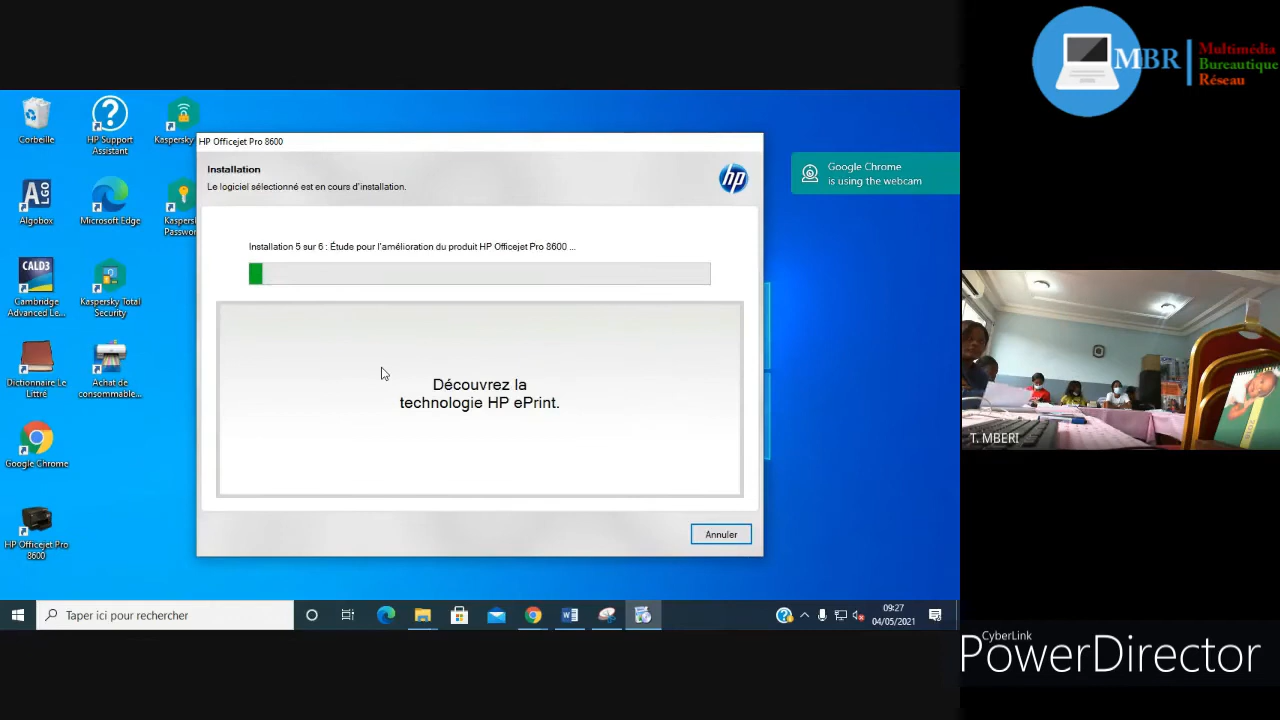 MBR
Multimédia
Bureautique
Réseau
Corbeille
HP Support
Assistant
Kaspersky
HP Officejet Pro 8600
Installation
Le logiciel sélectionné est en cours d'installation.
hp
Google Chrome
is using the webcam
Algobox
Microsoft Edge
Kaspers
Passwor
Installation 5 sur 6 : Étude pour l'amélioration du produit HP Officejet Pro 8600 ...
CALD3
Cambridge
Advanced Le...
Kaspersky Total
Security
Dictionnaire Le
Littré
Achat de
consommable...
Découvrez la
technologie HP ePrint.
T. MBERI
Google Chrome
HP Officejet Pro
8600
Annuler
Taper ici pour rechercher
09:27
04/05/2021
CyberLink
PowerDirector